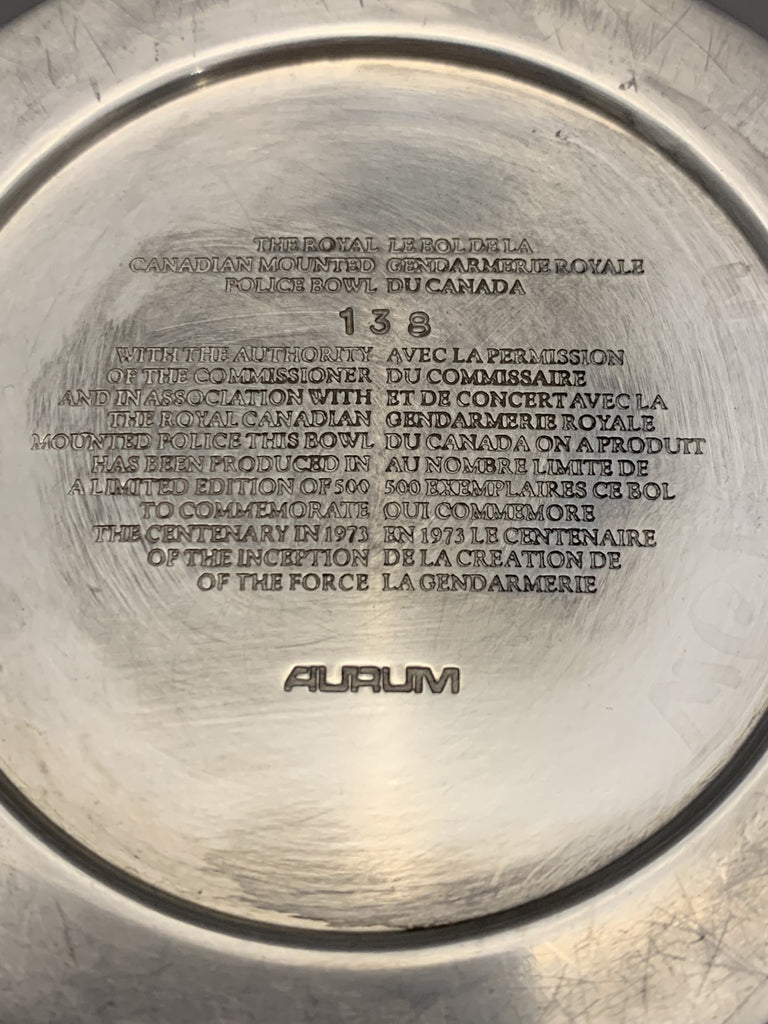 THE ROYAL LE BOL DE LA
CANADIAN MOUNTED GENDARMERIE ROYALE
POLICE BOWL DU CANADA
138
WITH THE AUTHORITY AVEC LA PERMISSION
OF THE COMMISSIONER DU COMMISSAIRE
AND IN ASSOCIATION WITH ET DE CONCERT AVEC LA
THE ROYAL CANADIAN GENDARMERIE ROYALE
MOUNTED POLICE THIS BOWL DU CANADA ON A PRODUIT
HAS BEEN PRODUCED IN AU NOMBRE LIMITE DE
A LIMITED EDITION OF 500 500 EXEMPLAIRES CE BOL
TO COMMEMORATE QUI COMMEMORE
THE CENTENARY IN 1973 EN 1973 LE CENTENAIRE
OF THE INCEPTION DE LA CREATION DE
OF THE FORCE LA GENDARMERIE
AURUM